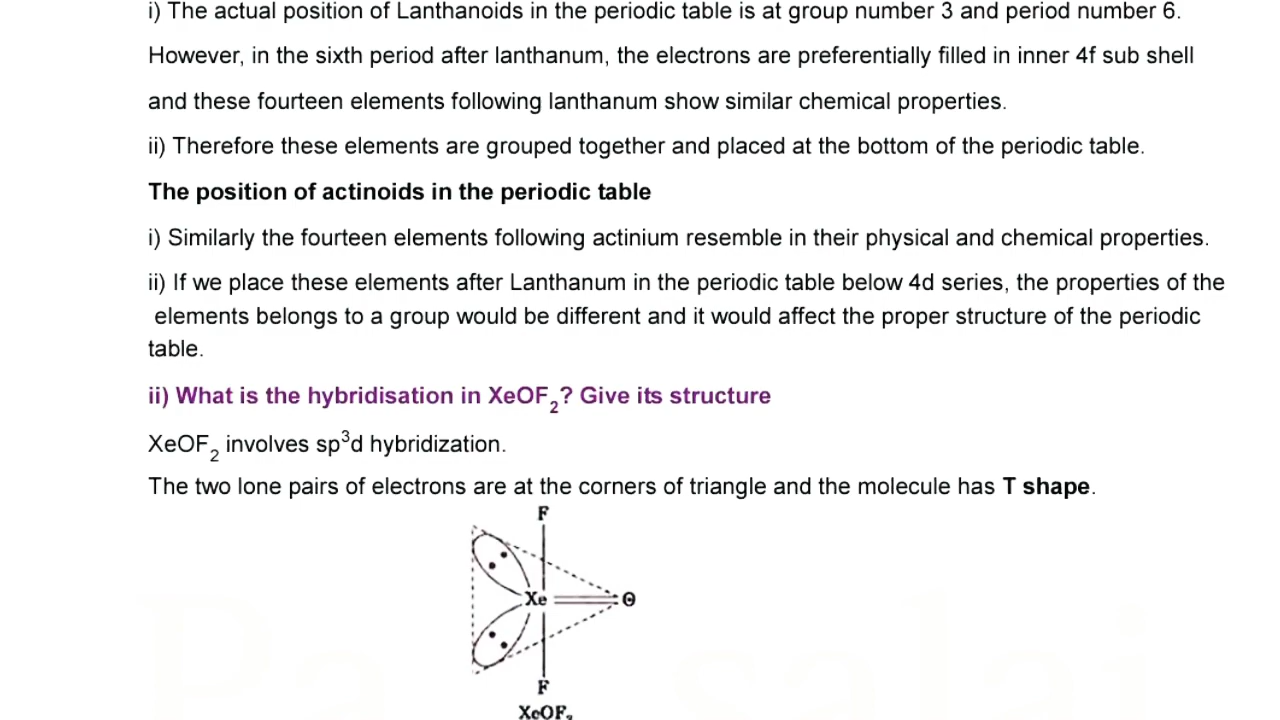 i) The actual position of Lanthanoids in the periodic table is at group number 3 and period number 6.
However, in the sixth period after lanthanum, the electrons are preferentially filled in inner 4f sub shell
and these fourteen elements following lanthanum show similar chemical properties.
ii) Therefore these elements are grouped together and placed at the bottom of the periodic table.
The position of actinoids in the periodic table
i) Similarly the fourteen elements following actinium resemble in their physical and chemical properties.
ii) If we place these elements after Lanthanum in the periodic table below 4d series, the properties of the
elements belongs to a group would be different and it would affect the proper structure of the periodic
table.
ii) What is the hybridisation in XeOF₂? Give its structure
XeOF₂ involves sp³d hybridization.
The two lone pairs of electrons are at the corners of triangle and the molecule has T shape.
F
Xe O
F
XeOF₂